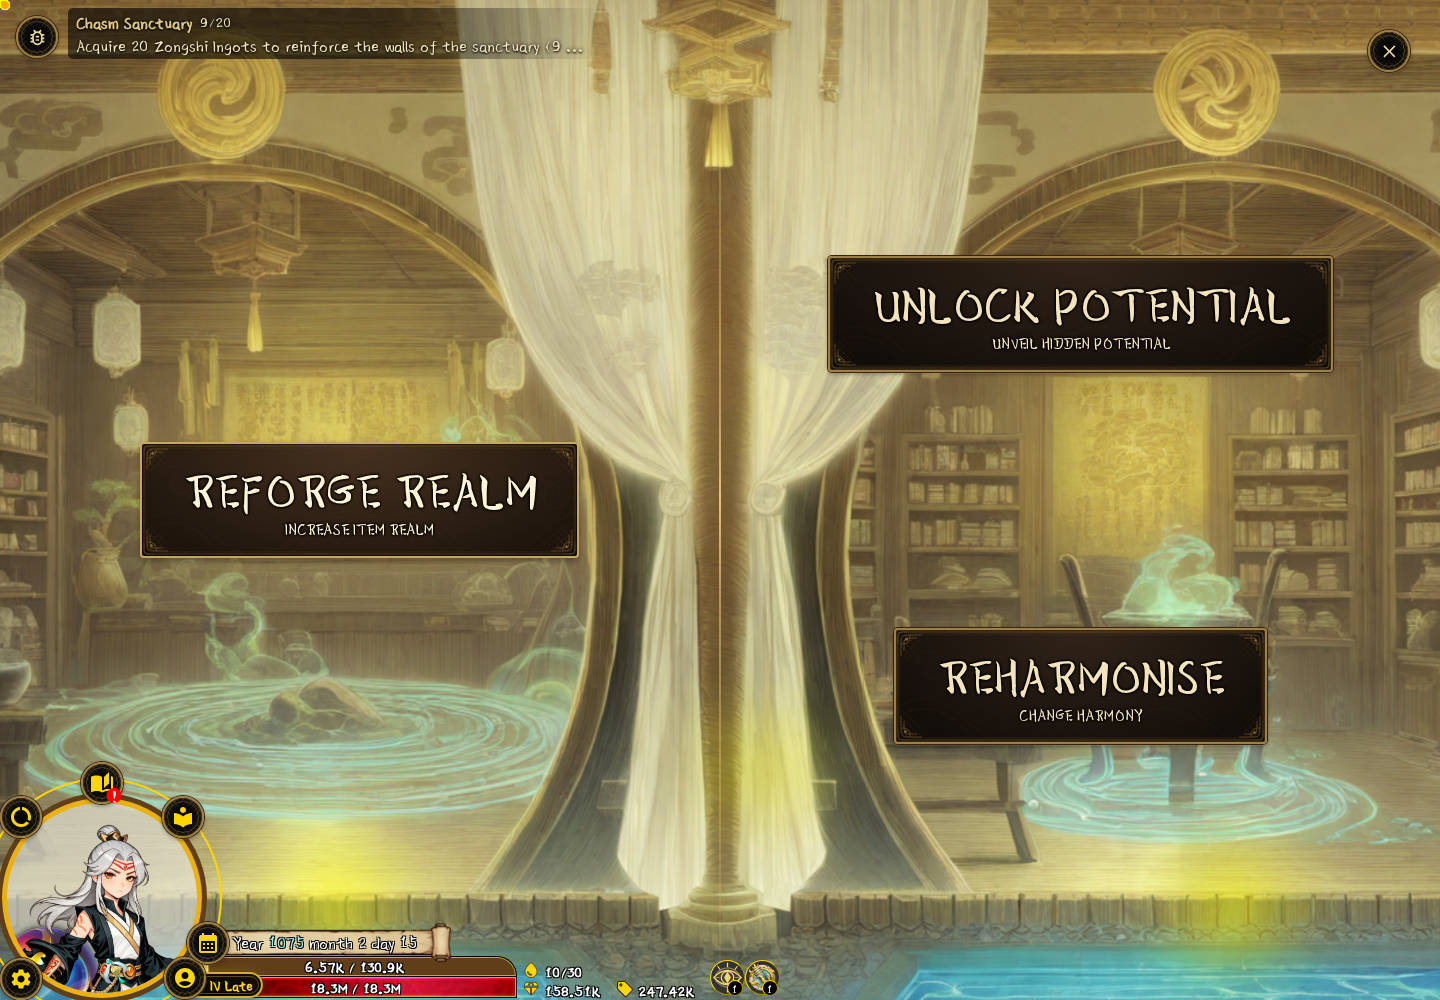 Chasm Sanctuary 9/20
Acquire 20 Zongshi Ingots to reinforce the walls of the sanctuary (9 ...
UNLOCK POTENTIAL
UNVEIL HIDDEN POTENTIAL
REFORGE REALM
INCREASE ITEM REALM
REHARMONISE
CHANGE HARMONY
Year 1075 month 2 day 15
6.57k / 130.9k
IV Late
18.3M / 18.3M
10/30
158.51k
247.42k
1
1